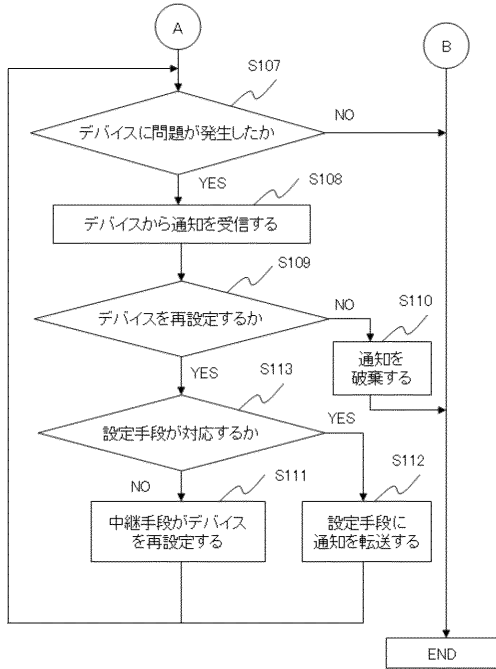 A
B
S107
デバイスに問題が発生したか
NO
YES
S108
デバイスから通知を受信する
S109
デバイスを再設定するか
NO
S110
YES
通知を
破棄する
S113
設定手段が対応するか
YES
S112
NO
S111
中継手段がデバイス
を再設定する
設定手段に
通知を転送する
END